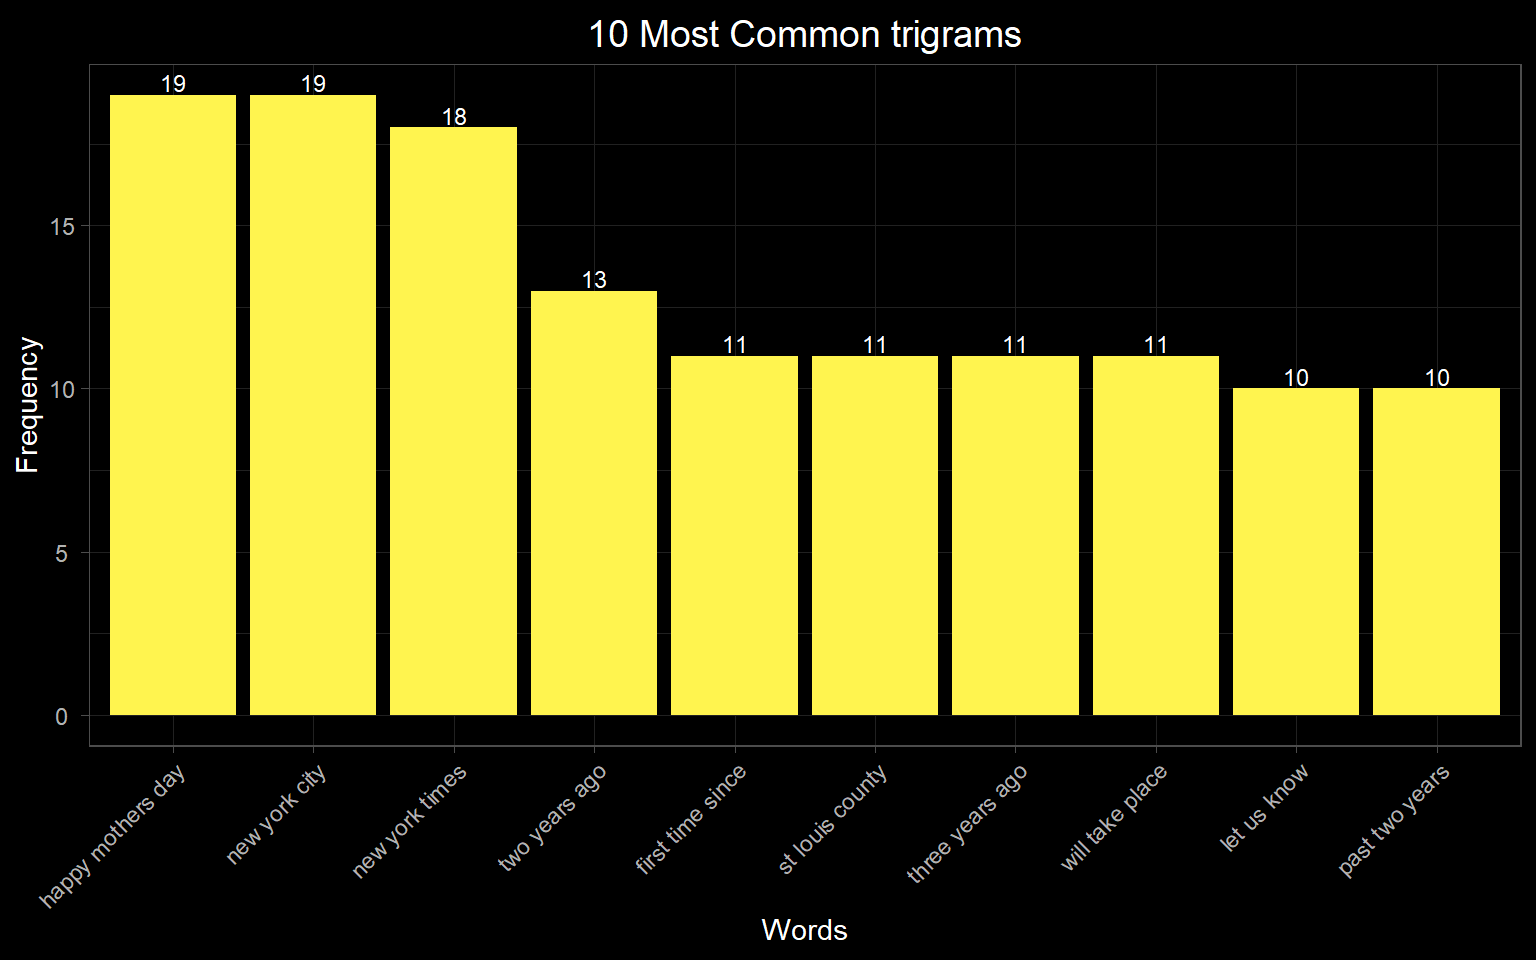 10 Most Common trigrams
19
19
18
13
11
11
11
11
10
10
Frequency
15
10
5
0
happy mothers day
new york city
new york times
two years ago
first time since
st louis county
three years ago
will take place
let us know
past two years
Words